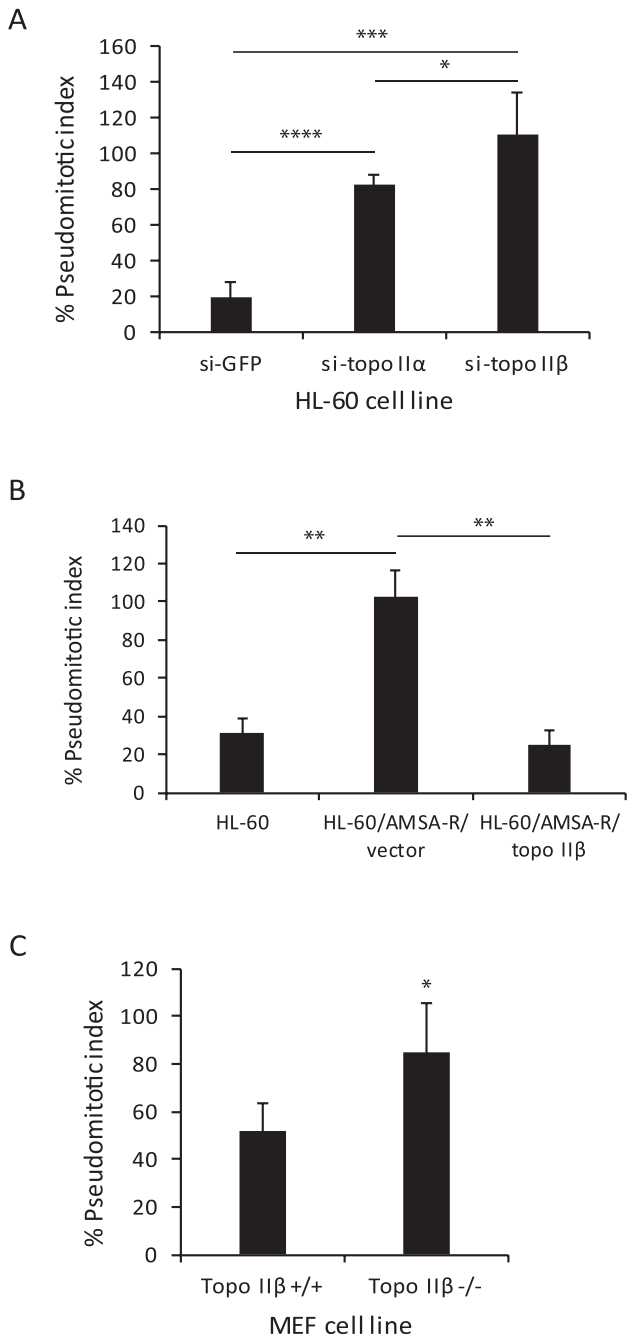 A
% Pseudomitotic index
160
140
120
100
80
60
40
20
0
***
*
****
si-GFP
si-topo IIα
si-topo IIβ
HL-60 cell line
B
% Pseudomitotic index
140
120
100
80
60
40
20
0
**
**
HL-60
HL-60/AMSA-R/
vector
HL-60/AMSA-R/
topo IIβ
C
% Pseudomitotic index
120
100
80
60
40
20
0
*
Topo IIβ +/+
Topo IIβ -/-
MEF cell line